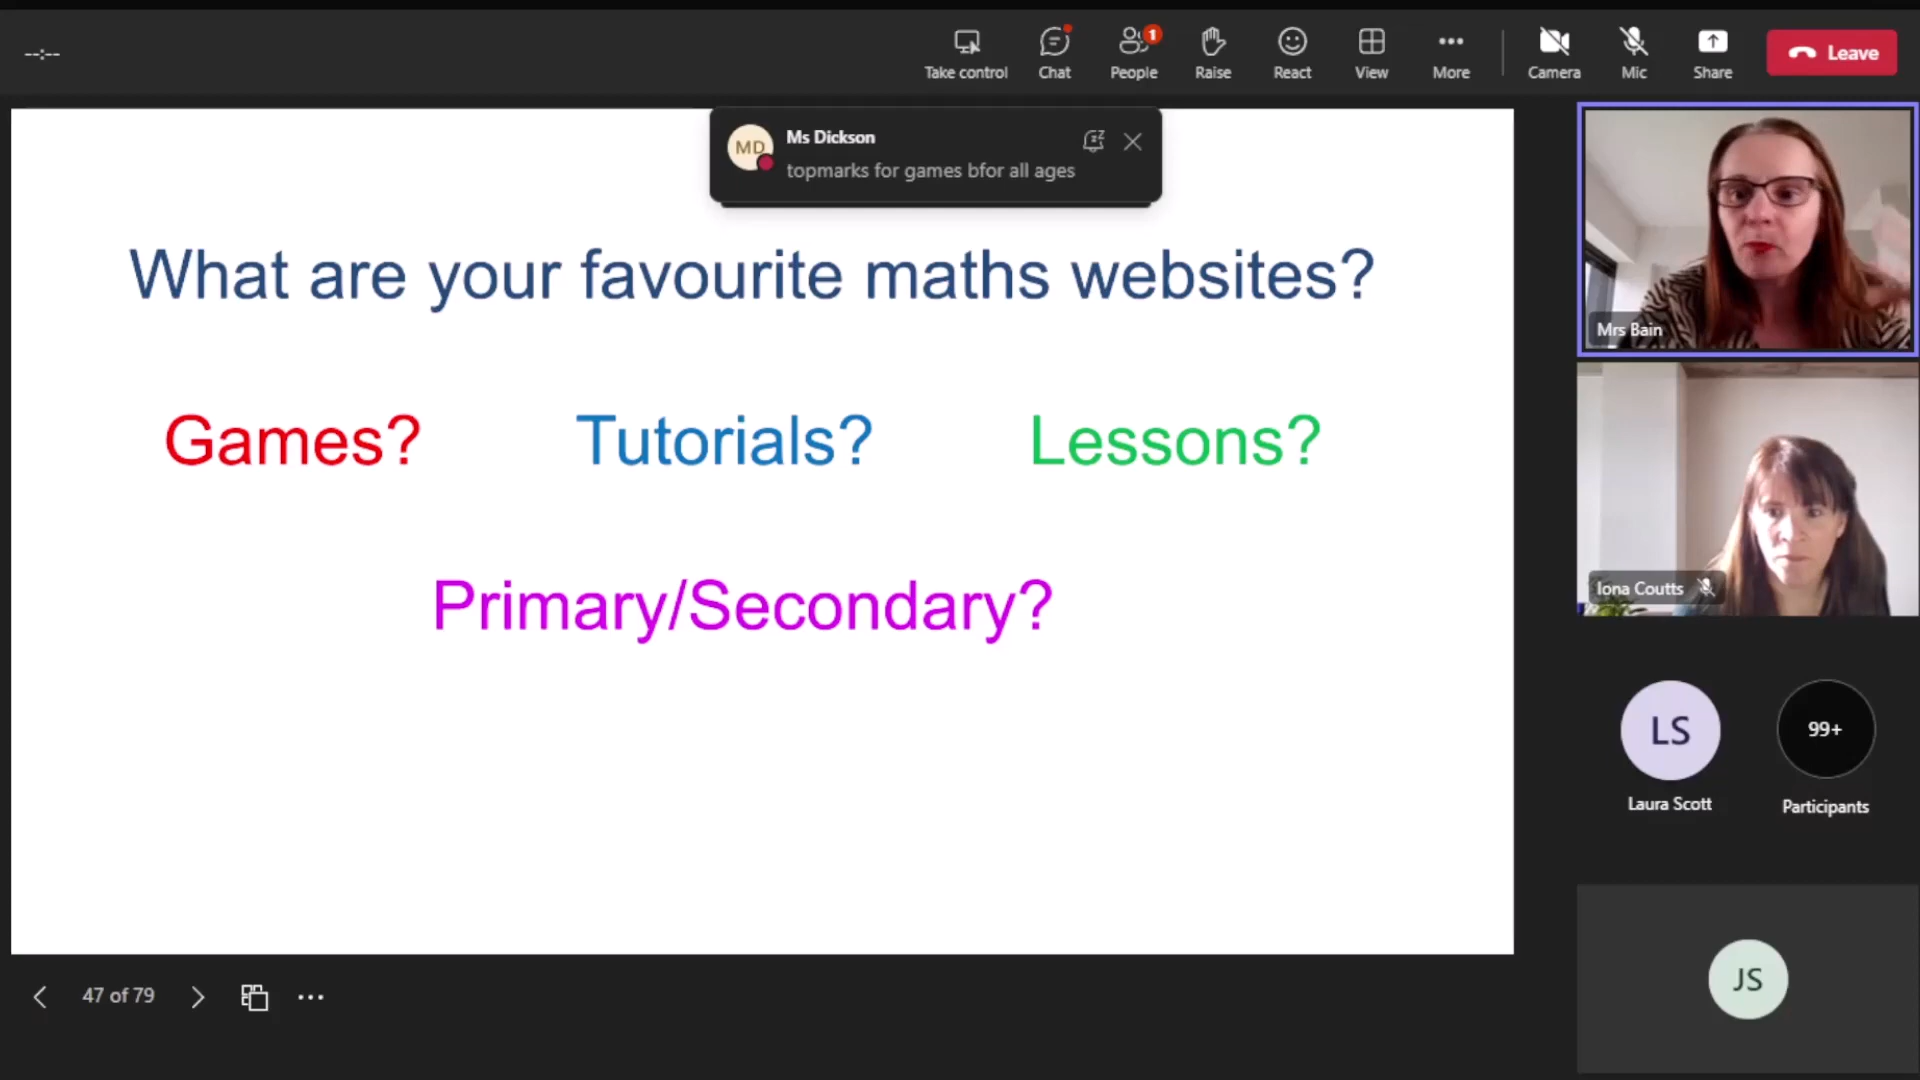 --:--
Take control
Chat
1
People
Raise
React
View
More
Camera
Mic
Share
Leave
MD
Ms Dickson
topmarks for games bfor all ages
What are your favourite maths websites?
Games? Tutorials? Lessons?
Primary/Secondary?
Mrs Bain
Iona Coutts
LS
Laura Scott
99+
Participants
JS
47 of 79